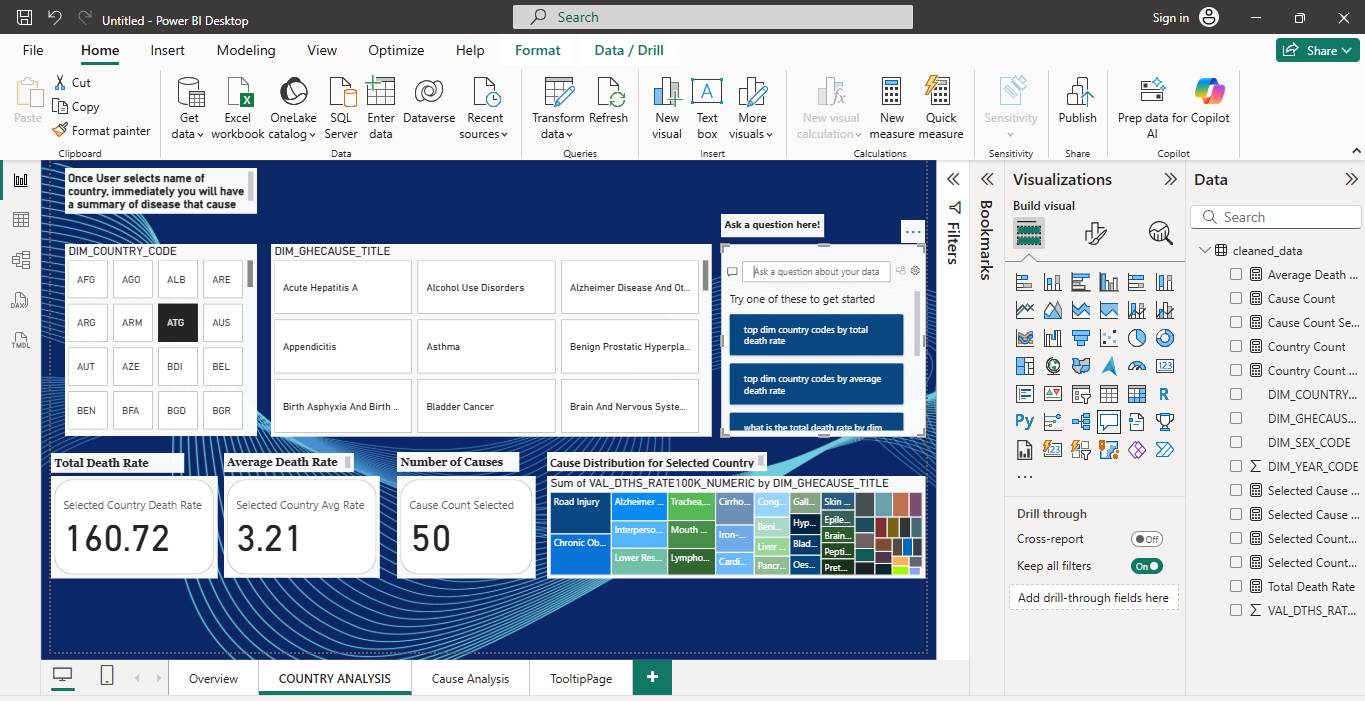 Untitled - Power BI Desktop
Search
Sign in
File
Home
Insert
Modeling
View
Optimize
Help
Format
Data / Drill
Share
Paste
Cut
Copy
Format painter
Clipboard
Get
data
Excel
workbook
OneLake
catalog
SQL
Server
Enter
data
Dataverse
Recent
sources
Data
Transform
data
Refresh
Queries
New
visual
Text
box
More
visuals
Insert
New visual
calculation
New
measure
Quick
measure
Calculations
Sensitivity
Sensitivity
Publish
Share
Prep data for
AI
Copilot
Copilot
Once User selects name of
country, immediately you will have
a summary of disease that cause
DIM_COUNTRY_CODE
AFG
AGO
ALB
ARE
ARG
ARM
ATG
AUS
AUT
AZE
BDI
BEL
BEN
BFA
BGD
BGR
DIM_GHECAUSE_TITLE
Acute Hepatitis A
Alcohol Use Disorders
Alzheimer Disease And Ot...
Appendicitis
Asthma
Benign Prostatic Hyperpla...
Birth Asphyxia And Birth ...
Bladder Cancer
Brain And Nervous Syste...
Ask a question here!
Ask a question about your data
Try one of these to get started
top dim country codes by total
death rate
top dim country codes by average
death rate
what is the total death rate by dim
Total Death Rate
Selected Country Death Rate
160.72
Average Death Rate
Selected Country Avg Rate
3.21
Number of Causes
Cause Count Selected
50
Cause Distribution for Selected Country
Sum of VAL_DTHS_RATE100K_NUMERIC by DIM_GHECAUSE_TITLE
Road Injury
Chronic Ob...
Alzheimer ...
Interperso...
Lower Res...
Trachea,...
Mouth ...
Lympho...
Cirrho...
Iron-...
Cardi...
Cong...
Beni...
Liver ...
Pancr...
Gall...
Hyp...
Blad...
Oes...
Skin ...
Epile...
Brain...
Pepti...
Pret...
Filters
Bookmarks
Visualizations
Build visual
123
R
Py
123
...
Drill through
Cross-report
Off
Keep all filters
On
Add drill-through fields here
Data
Search
cleaned_data
Average Death ...
Cause Count
Cause Count Se...
Country Count
Country Count ...
DIM_COUNTRY...
DIM_GHECAUS...
DIM_SEX_CODE
DIM_YEAR_CODE
Selected Cause ...
Selected Cause ...
Selected Count...
Selected Count...
Total Death Rate
VAL_DTHS_RAT...
DAX
TMDL
Overview
COUNTRY ANALYSIS
Cause Analysis
TooltipPage